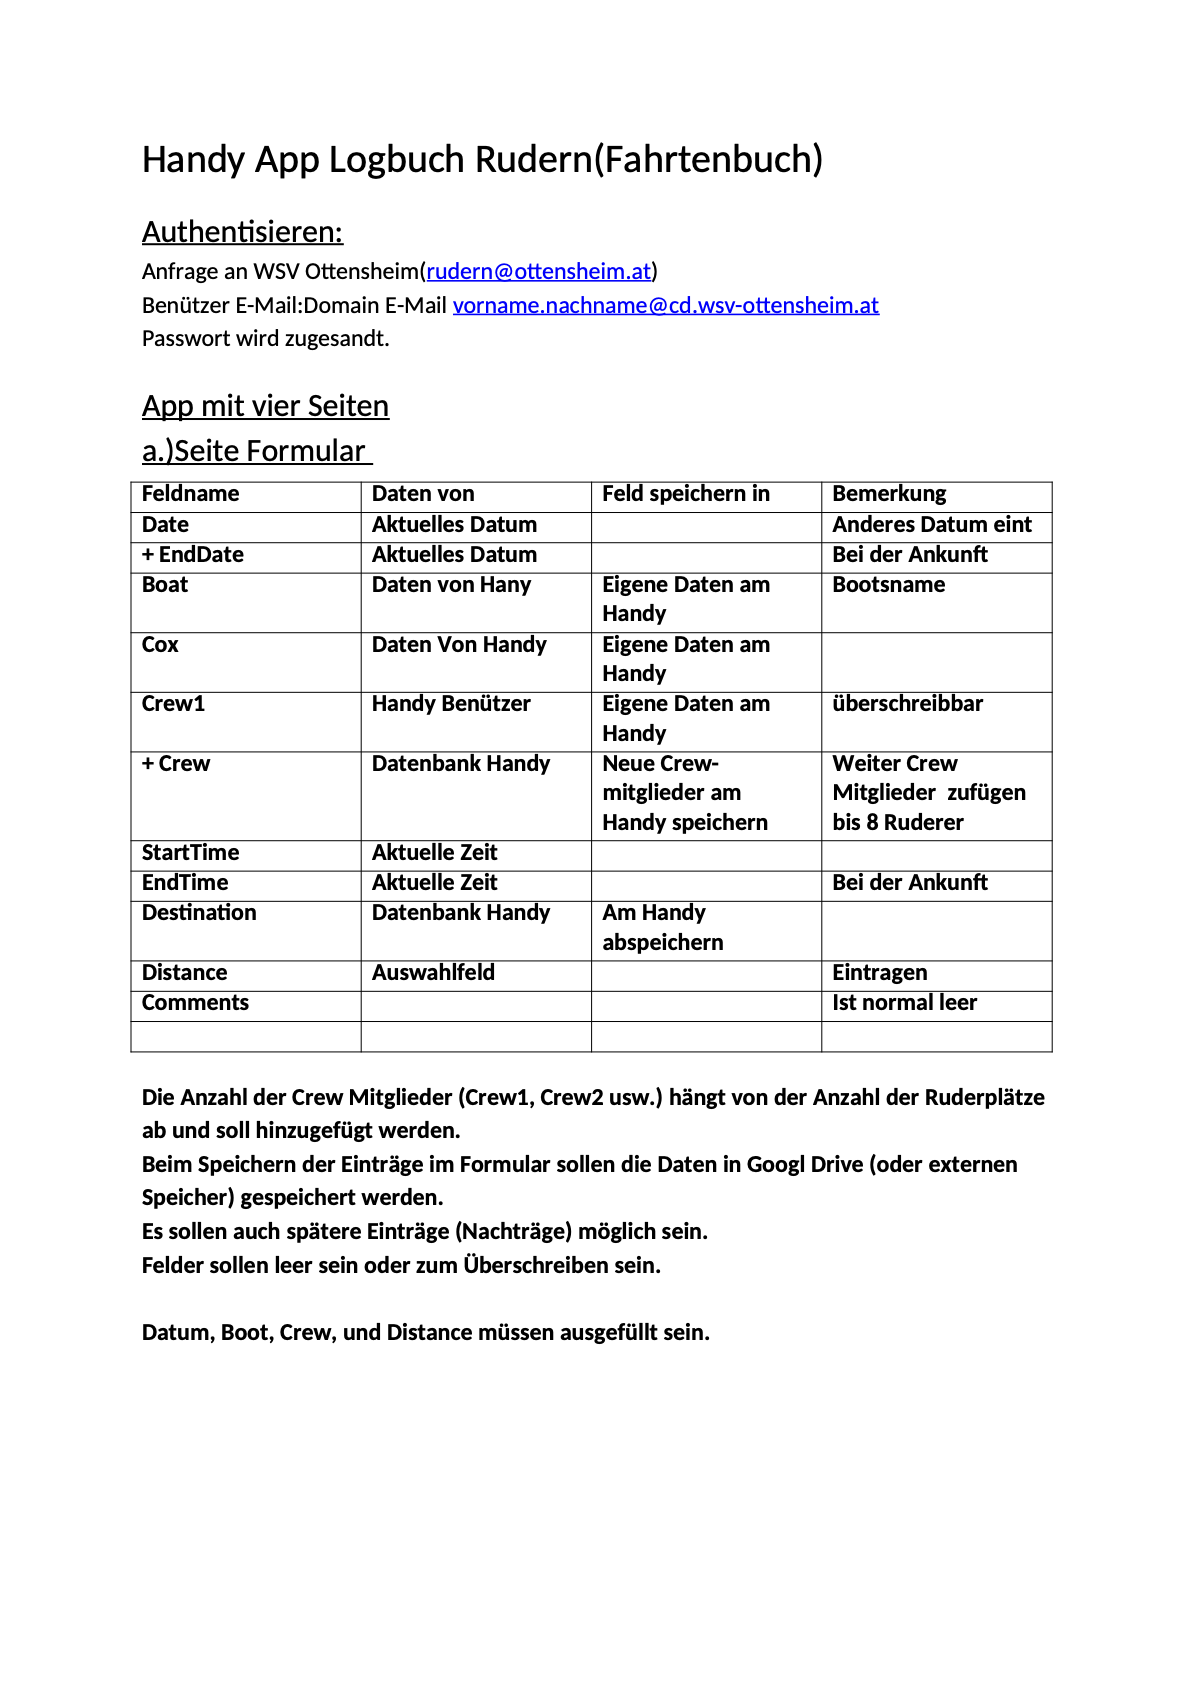 Handy App Logbuch Rudern(Fahrtenbuch)
Authentisieren:
Anfrage an WSV Ottensheim(rudern@ottensheim.at)
Benützer E-Mail:Domain E-Mail vorname.nachname@cd.wsv-ottensheim.at
Passwort wird zugesandt.
App mit vier Seiten
a.)Seite Formular
Feldname Daten von Feld speichern in Bemerkung
Date Aktuelles Datum Anderes Datum eint
+ EndDate Aktuelles Datum Bei der Ankunft
Boat Daten von Hany Eigene Daten am Bootsname
Handy
Cox Daten Von Handy Eigene Daten am
Handy
Crew1 Handy Benützer Eigene Daten am überschreibbar
Handy
+ Crew Datenbank Handy Neue Crew- Weiter Crew
mitglieder am Mitglieder zufügen
Handy speichern bis 8 Ruderer
StartTime Aktuelle Zeit
EndTime Aktuelle Zeit Bei der Ankunft
Destination Datenbank Handy Am Handy
abspeichern
Distance Auswahlfeld Eintragen
Comments Ist normal leer
Die Anzahl der Crew Mitglieder (Crew1, Crew2 usw.) hängt von der Anzahl der Ruderplätze
ab und soll hinzugefügt werden.
Beim Speichern der Einträge im Formular sollen die Daten in Googl Drive (oder externen
Speicher) gespeichert werden.
Es sollen auch spätere Einträge (Nachträge) möglich sein.
Felder sollen leer sein oder zum Überschreiben sein.
Datum, Boot, Crew, und Distance müssen ausgefüllt sein.